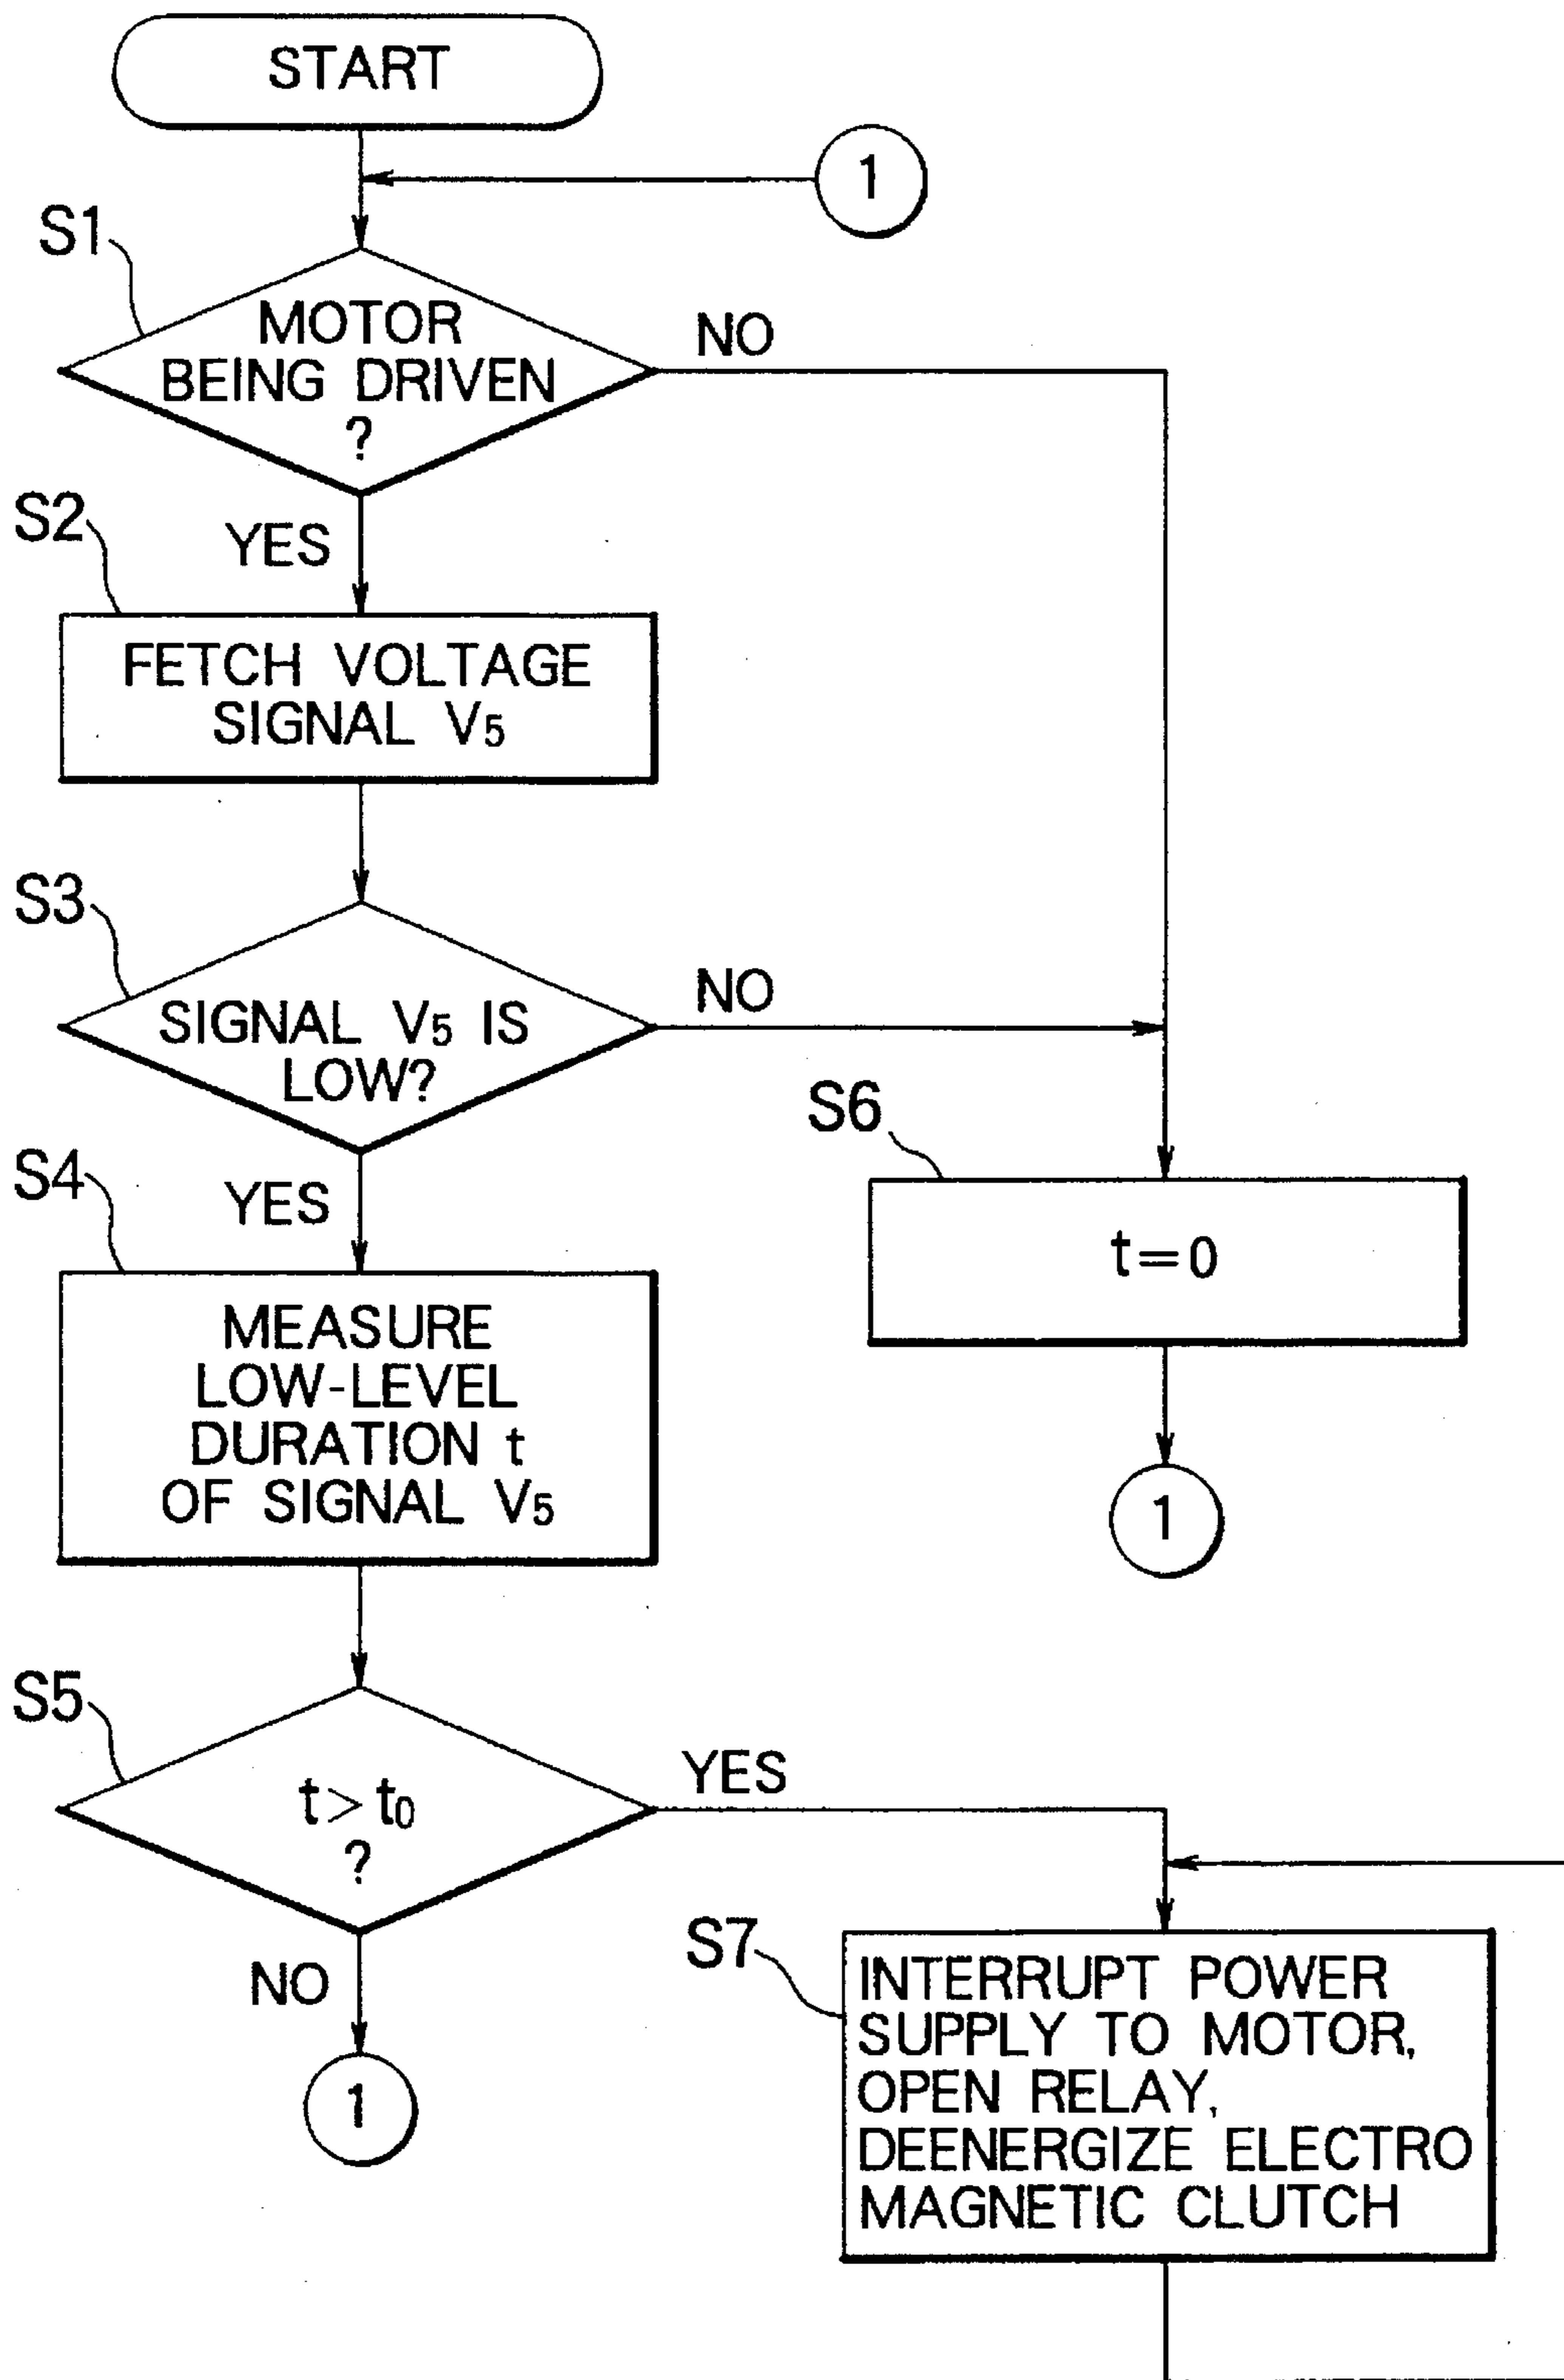 START
1
S1
MOTOR
BEING DRIVEN
?
NO
S2
YES
FETCH VOLTAGE
SIGNAL V5
S3
SIGNAL V5 IS
LOW?
NO
S6
t=0
1
S4
YES
MEASURE
LOW-LEVEL
DURATION t
OF SIGNAL V5
S5
t>t0
?
YES
NO
1
S7
INTERRUPT POWER
SUPPLY TO MOTOR,
OPEN RELAY,
DEENERGIZE ELECTRO
MAGNETIC CLUTCH